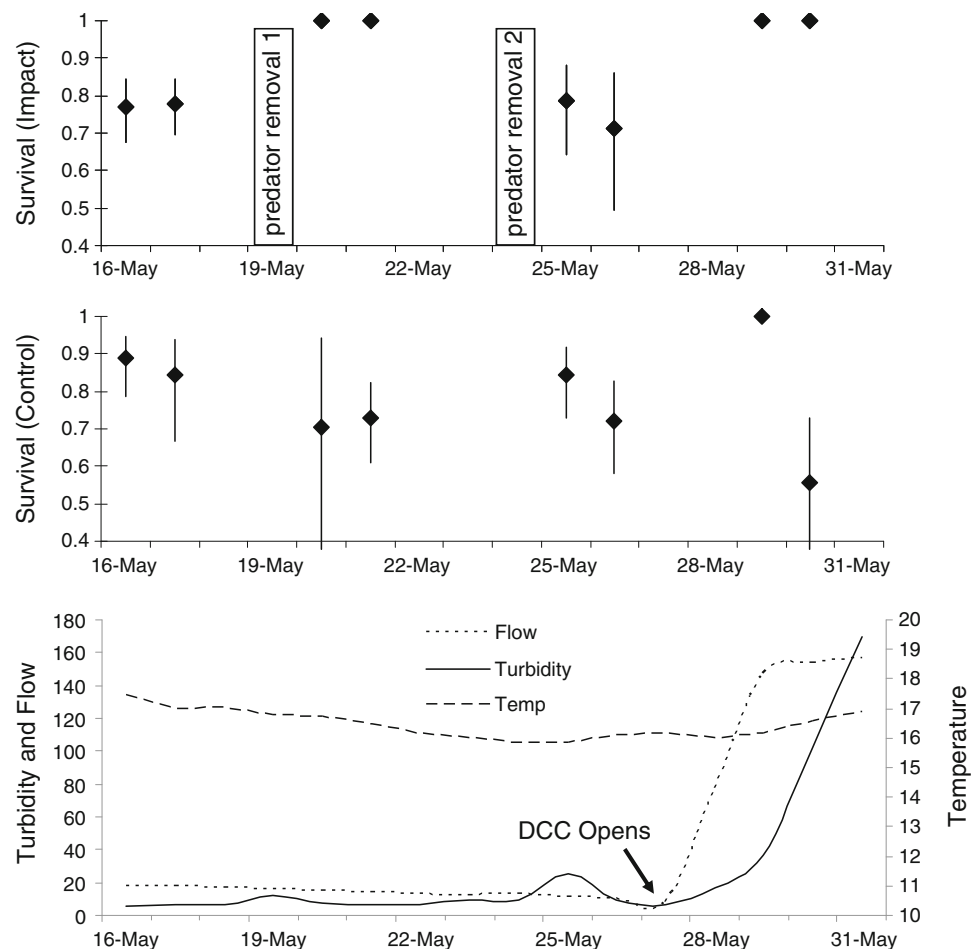 Survival (Impact)
1
0.9
0.8
0.7
0.6
0.5
0.4
predator removal 1
predator removal 2
16-May 19-May 22-May 25-May 28-May 31-May
Survival (Control)
1
0.9
0.8
0.7
0.6
0.5
0.4
16-May 19-May 22-May 25-May 28-May 31-May
Turbidity and Flow
180
160
140
120
100
80
60
40
20
0
Flow
Turbidity
Temp
DCC Opens
20
19
18
17
16
15
14
13
12
11
10
Temperature
16-May 19-May 22-May 25-May 28-May 31-May